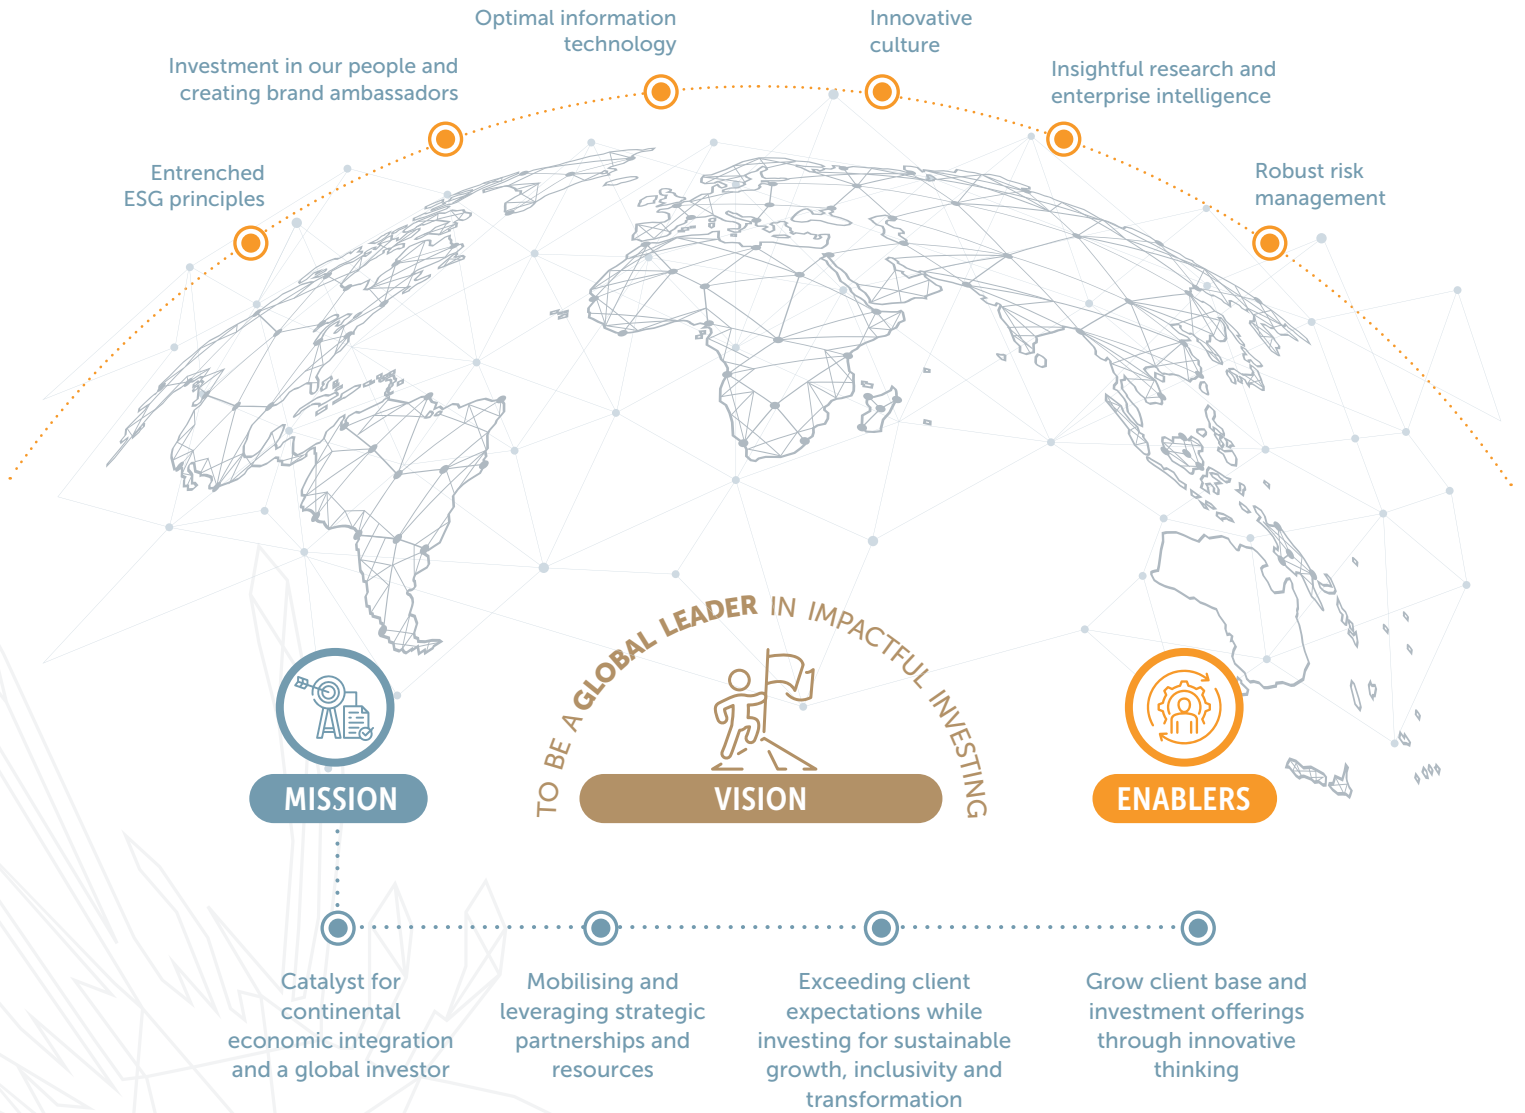 Optimal information
technology
Innovative
culture
Investment in our people and
creating brand ambassadors
Insightful research and
enterprise intelligence
Entrenched
ESG principles
Robust risk
management
TO BE A GLOBAL LEADER IN IMPACTFUL INVESTING
MISSION
VISION
ENABLERS
Catalyst for
continental
economic integration
and a global investor
Mobilising and
leveraging strategic
partnerships and
resources
Exceeding client
expectations while
investing for sustainable
growth, inclusivity and
transformation
Grow client base and
investment offerings
through innovative
thinking